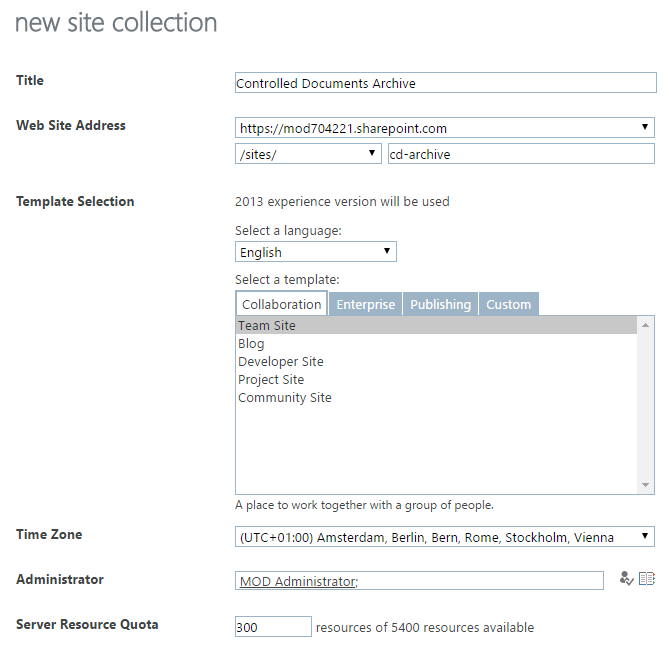 new site collection
Title
Controlled Documents Archive
Web Site Address
https://mod704221.sharepoint.com
/sites/ cd-archive
Template Selection
2013 experience version will be used
Select a language:
English
Select a template:
Collaboration Enterprise Publishing Custom
Team Site
Blog
Developer Site
Project Site
Community Site
A place to work together with a group of people.
Time Zone
(UTC+01:00) Amsterdam, Berlin, Bern, Rome, Stockholm, Vienna
Administrator
MOD Administrator;
Server Resource Quota
300 resources of 5400 resources available